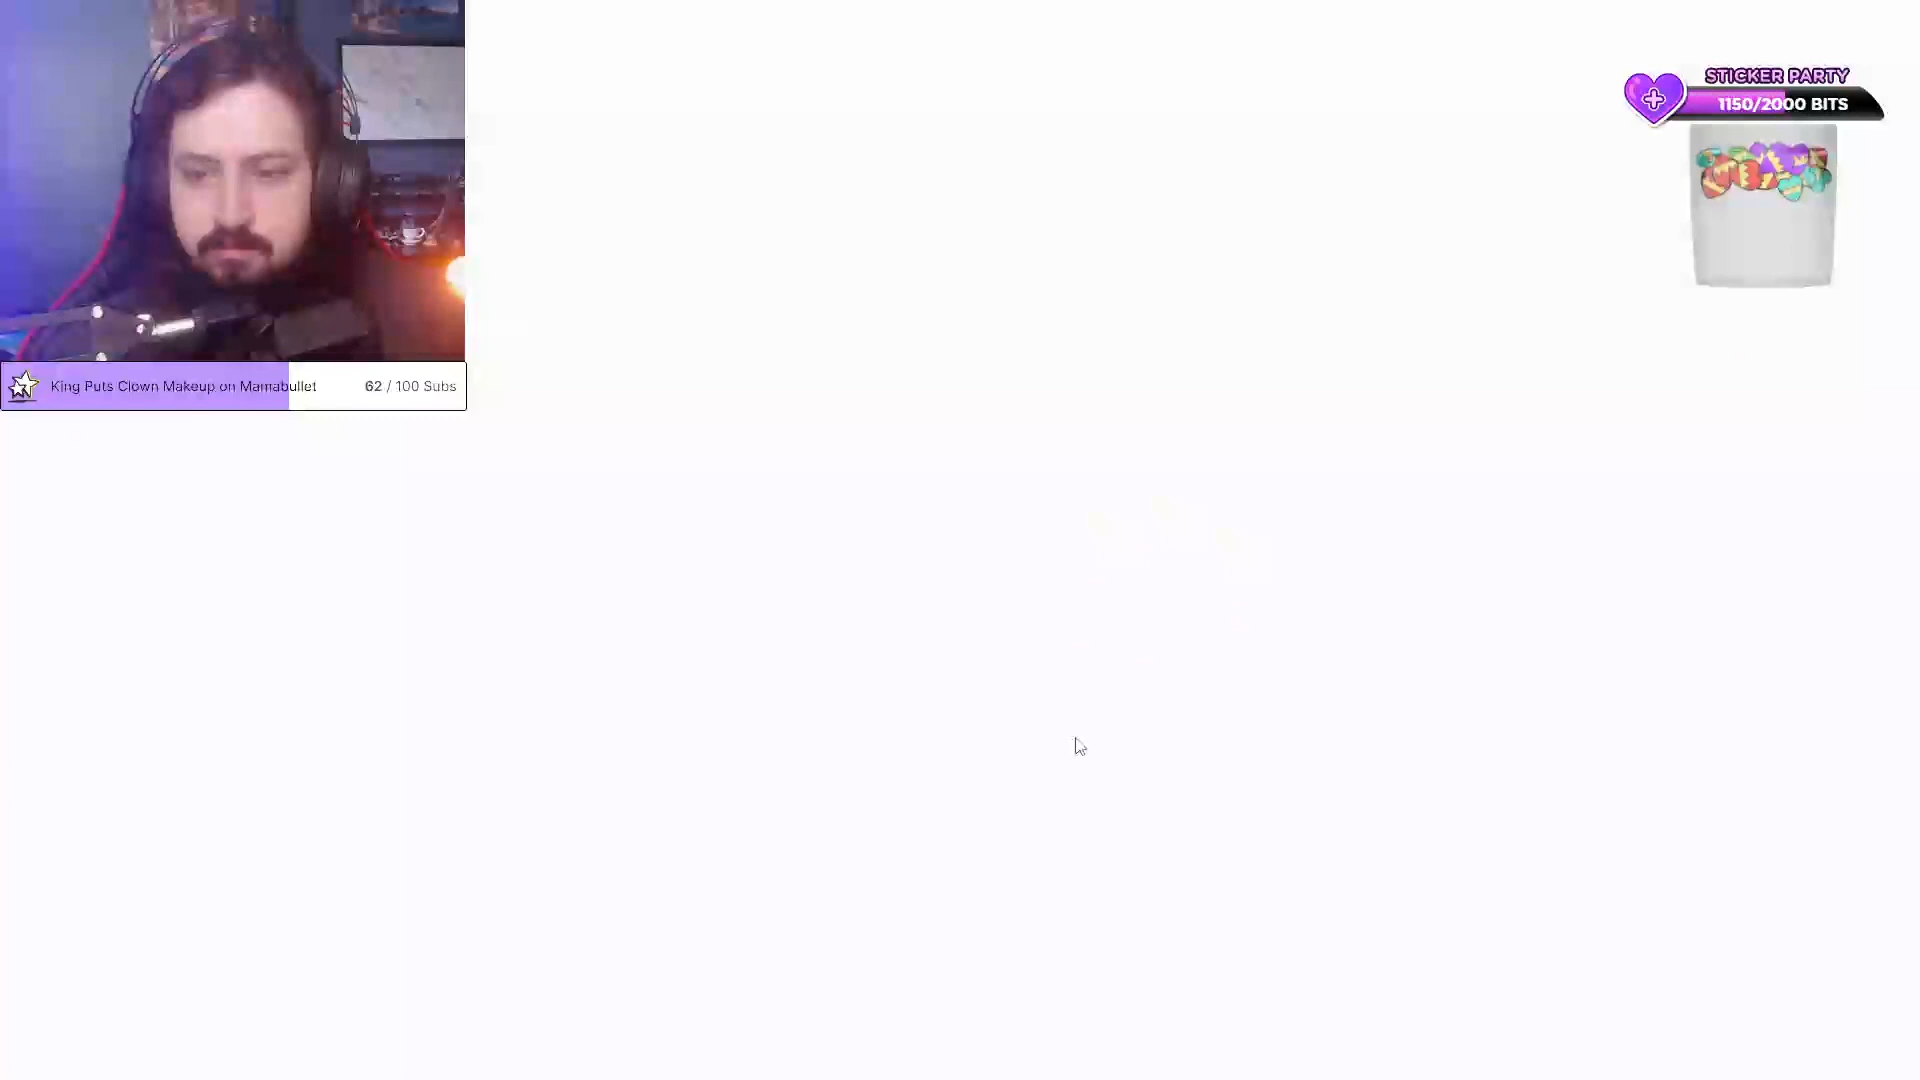 STICKER PARTY
1150/2000 BITS
King Puts Clown Makeup on Mamabullet 62 / 100 Subs